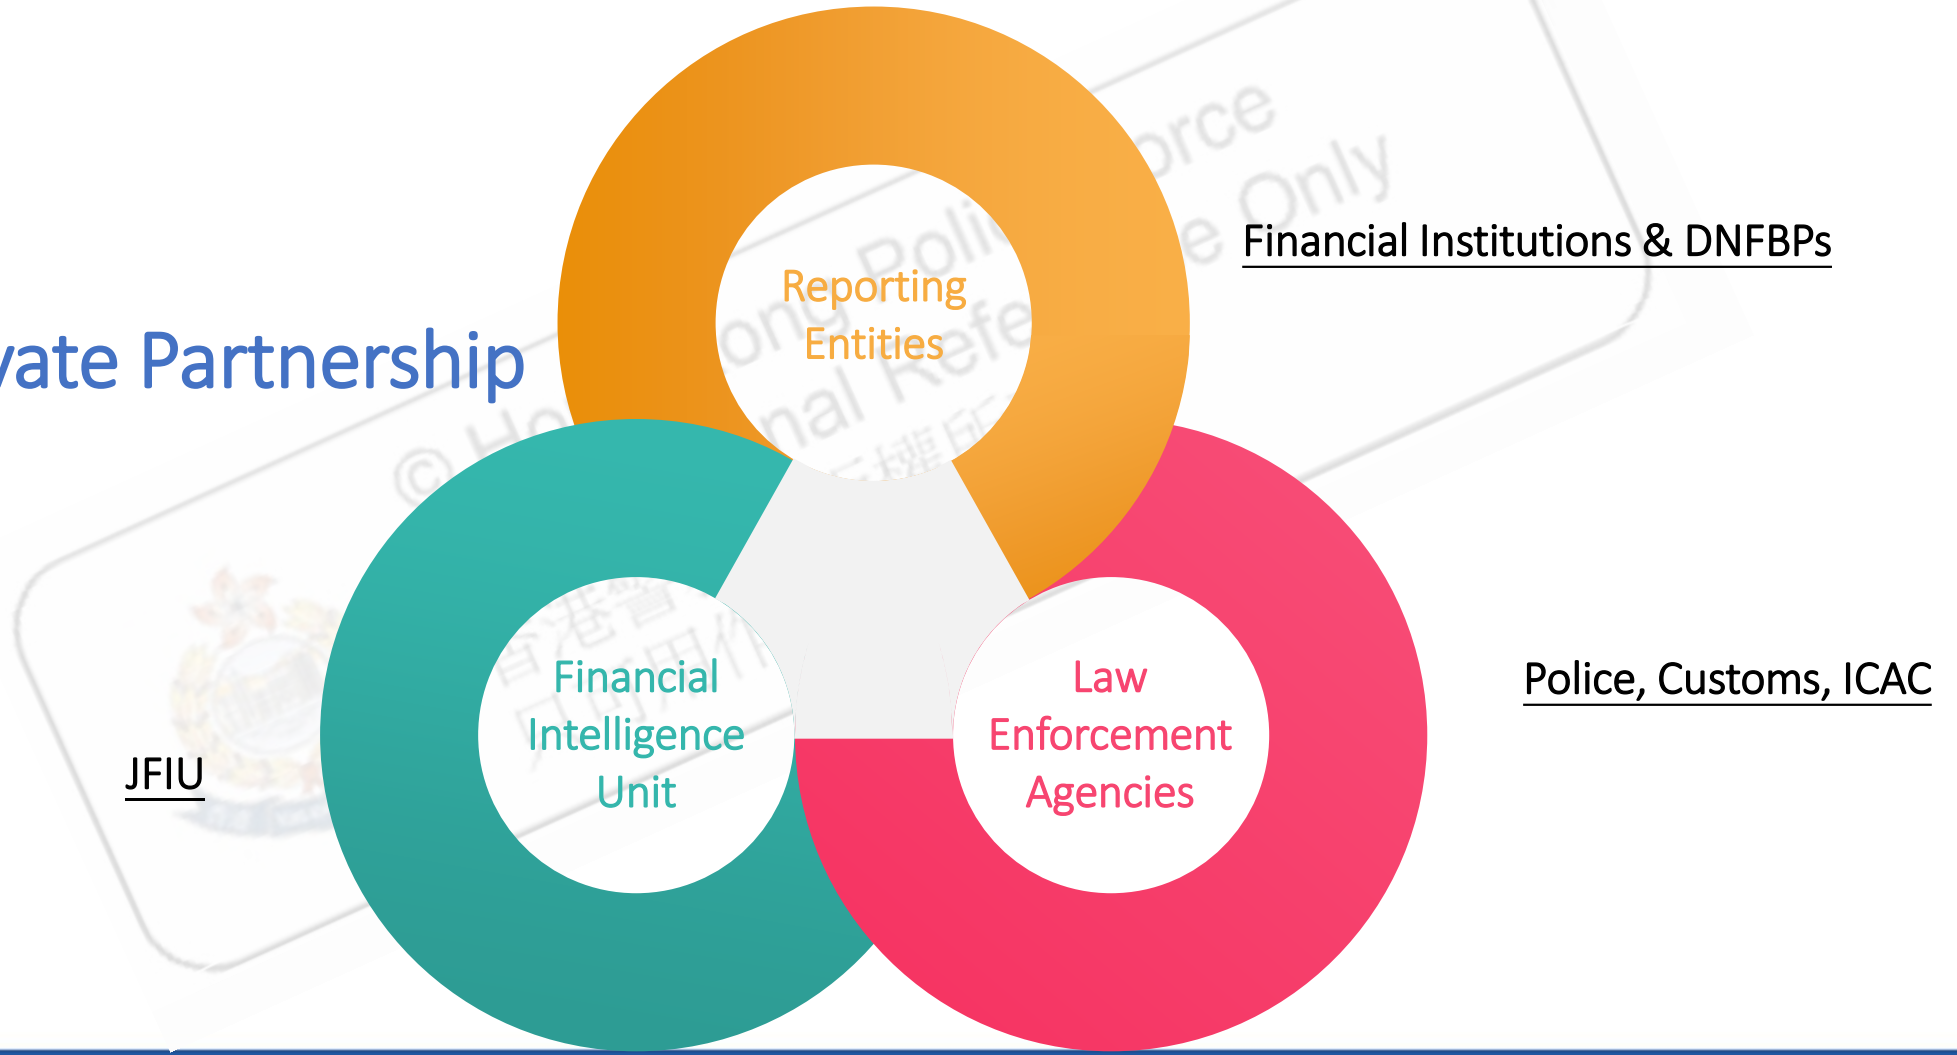 Reporting
Entities
Financial Institutions & DNFBPs
vate Partnership
Financial
Intelligence
Unit
JFIU
Law
Enforcement
Agencies
Police, Customs, ICAC